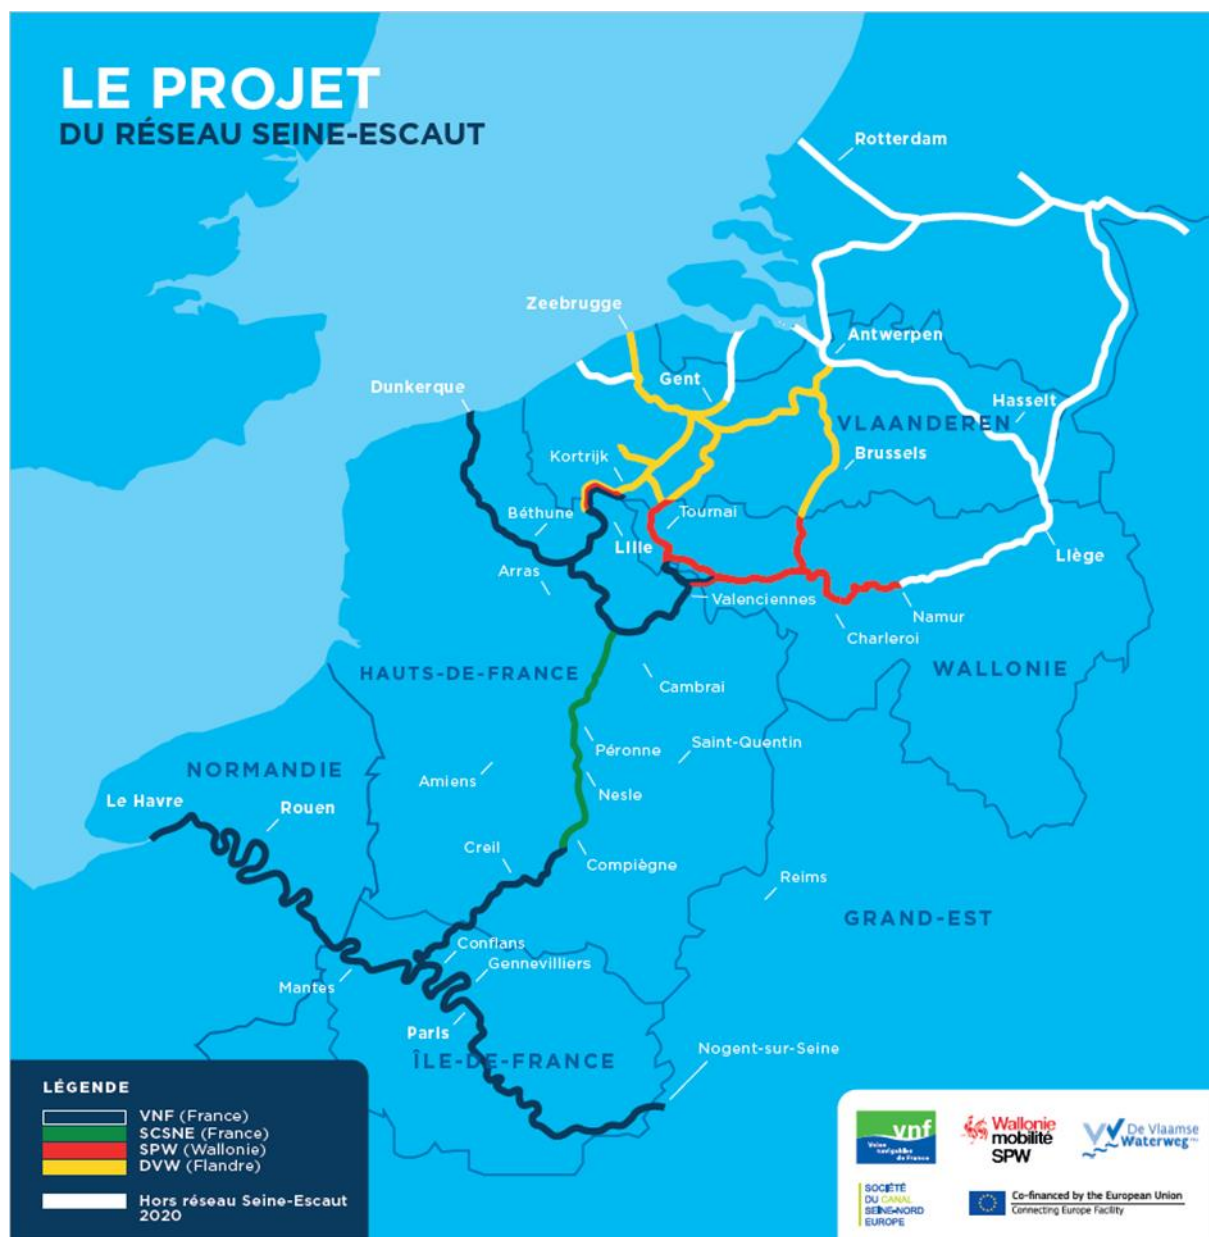 LE PROJET
DU RÉSEAU SEINE-ESCAUT
Rotterdam
Zeebrugge
Antwerpen
Dunkerque
Gent
Hasselt
VLAANDEREN
Kortrijk
Brussels
Béthune
Tournai
Lille
Liège
Arras
Valenciennes
Namur
Charleroi
HAUTS-DE-FRANCE
WALLONIE
Cambrai
Péronne
Saint-Quentin
NORMANDIE
Amiens
Nesle
Le Havre
Rouen
Creil
Compiègne
Reims
GRAND-EST
Conflans
Gennevilliers
Mantes
Paris
Nogent-sur-Seine
ÎLE-DE-FRANCE
LÉGENDE
VNF (France)
SCSNE (France)
SPW (Wallonie)
DVW (Flandre)
Hors réseau Seine-Escaut
2020
vnf
Voies
navigables
de France
Wallonie
mobilité
SPW
De Vlaamse
Waterweg
SOCIÉTÉ
DU CANAL
SEINE-NORD
EUROPE
Co-financed by the European Union
Connecting Europe Facility